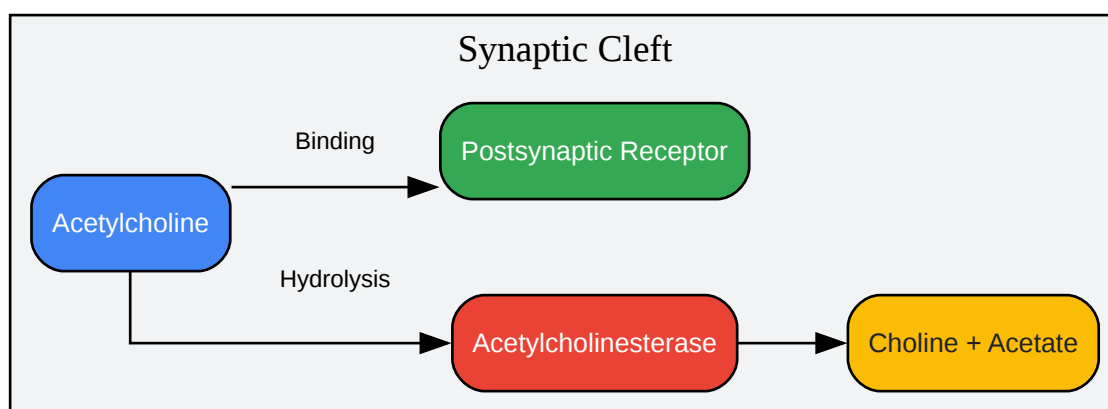 Synaptic Cleft
Binding
Postsynaptic Receptor
Acetylcholine
Hydrolysis
Acetylcholinesterase
Choline + Acetate